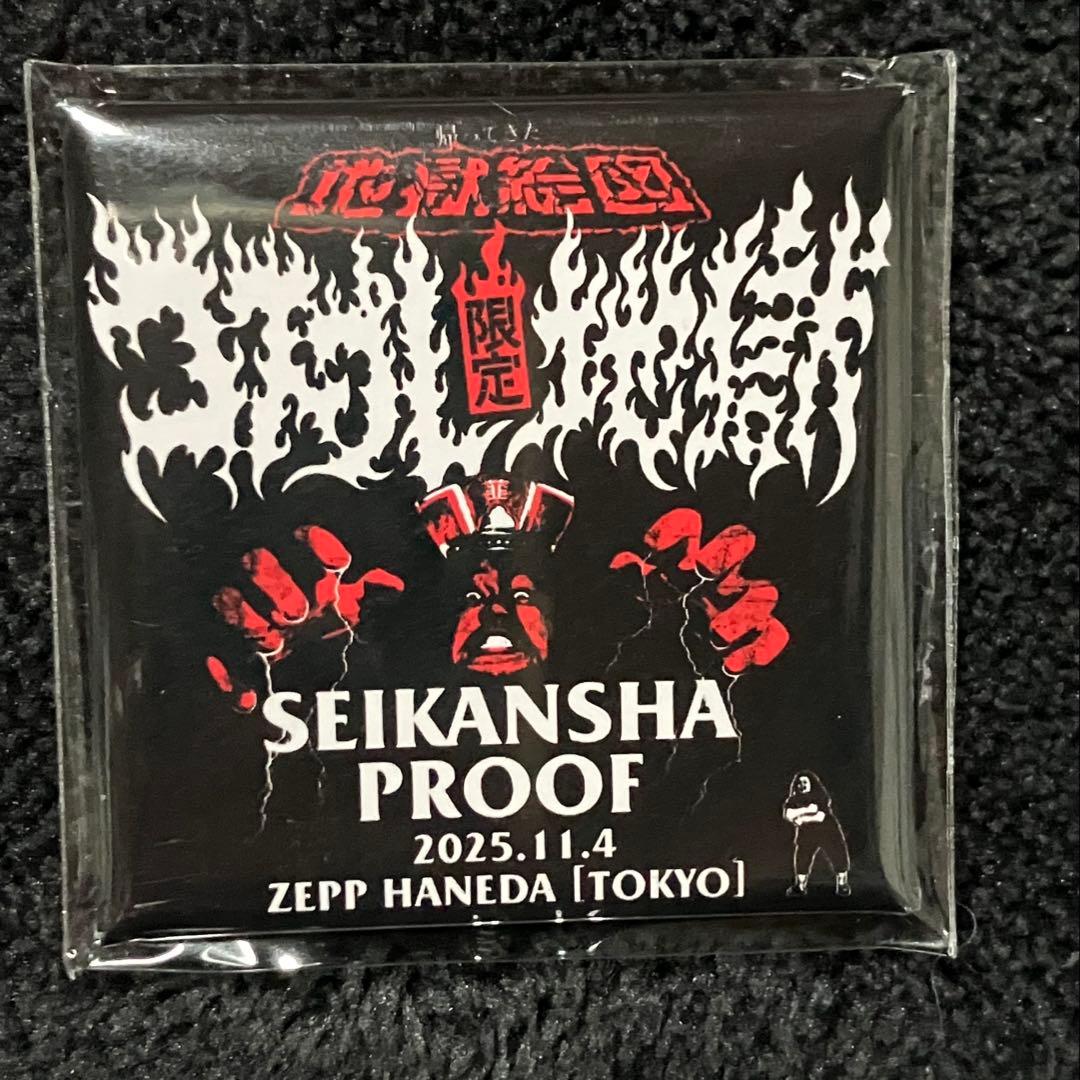 帰ってきた
地獄絵図
限定
SEIKANSHA
PROOF
2025.11.4
ZEPP HANEDA [TOKYO]